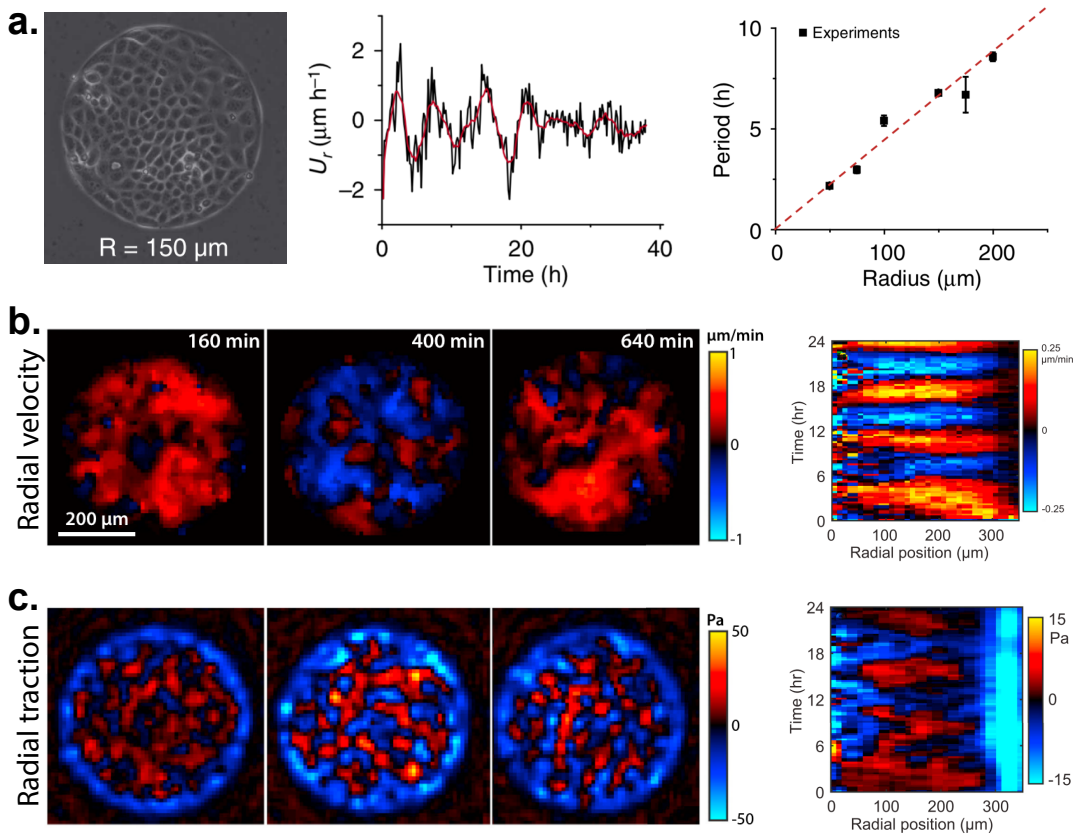 a.
R = 150 µm
2
0
−2
U_r (µm h⁻¹)
0 20 40
Time (h)
Experiments
10
5
0
Period (h)
0 100 200
Radius (µm)
b.
Radial velocity
160 min
400 min
640 min
200 µm
µm/min
1
0
-1
24
18
12
6
0
Time (hr)
0 100 200 300
Radial position (µm)
0.25
µm/min
0
-0.25
c.
Radial traction
Pa
50
0
-50
24
18
12
6
0
Time (hr)
0 100 200 300
Radial position (µm)
15
Pa
0
-15